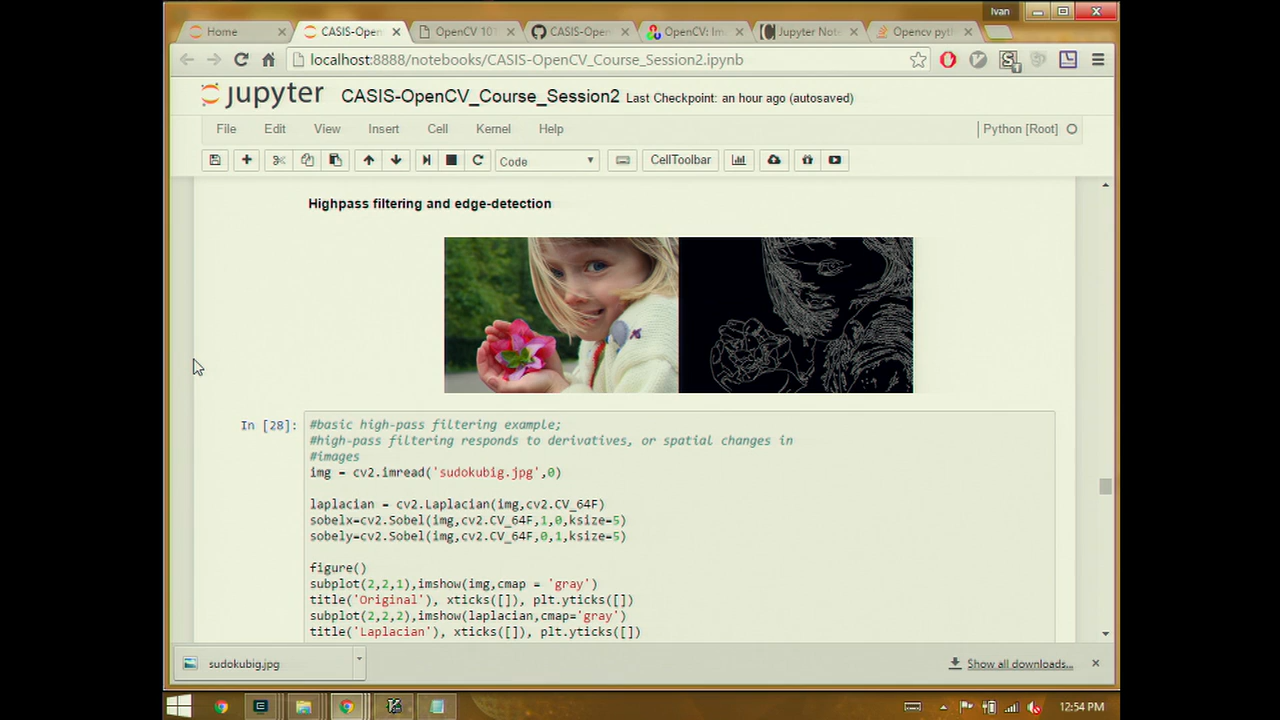 Ivan
Home
CASIS-Open
OpenCV 101
CASIS-Open
OpenCV: Im
Jupyter Not
Opencv pyth
localhost:8888/notebooks/CASIS-OpenCV_Course_Session2.ipynb
jupyter CASIS-OpenCV_Course_Session2 Last Checkpoint: an hour ago (autosaved)
File Edit View Insert Cell Kernel Help Python [Root]
Code CellToolbar
Highpass filtering and edge-detection
In [28]: #basic high-pass filtering example;
#high-pass filtering responds to derivatives, or spatial changes in
#images
img = cv2.imread('sudokubig.jpg',0)
laplacian = cv2.Laplacian(img,cv2.CV_64F)
sobelx=cv2.Sobel(img,cv2.CV_64F,1,0,ksize=5)
sobely=cv2.Sobel(img,cv2.CV_64F,0,1,ksize=5)
figure()
subplot(2,2,1),imshow(img,cmap = 'gray')
title('Original'), xticks([]), plt.yticks([])
subplot(2,2,2),imshow(laplacian,cmap='gray')
title('Laplacian'), xticks([]), plt.yticks([])
sudokubig.jpg
Show all downloads...
12:54 PM